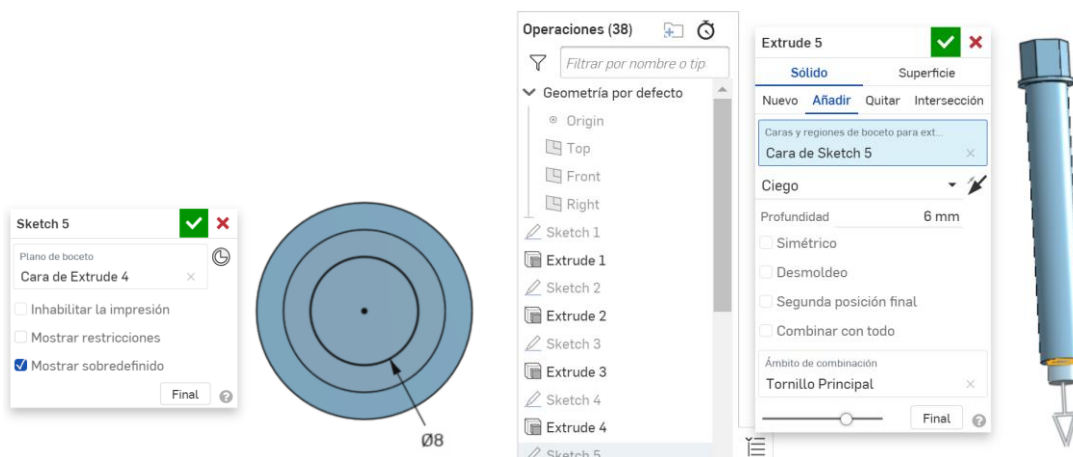 Sketch 5
Plano de boceto
Cara de Extrude 4
Inhabilitar la impresión
Mostrar restricciones
Mostrar sobredefinido
Final
Ø8
Operaciones (38)
Filtrar por nombre o tip
Geometría por defecto
Origin
Top
Front
Right
Sketch 1
Extrude 1
Sketch 2
Extrude 2
Sketch 3
Extrude 3
Sketch 4
Extrude 4
Sketch 5
Extrude 5
Sólido Superficie
Nuevo Añadir Quitar Intersección
Caras y regiones de boceto para ext...
Cara de Sketch 5
Ciego
Profundidad 6 mm
Simétrico
Desmoldeo
Segunda posición final
Combinar con todo
Ámbito de combinación
Tornillo Principal
Final